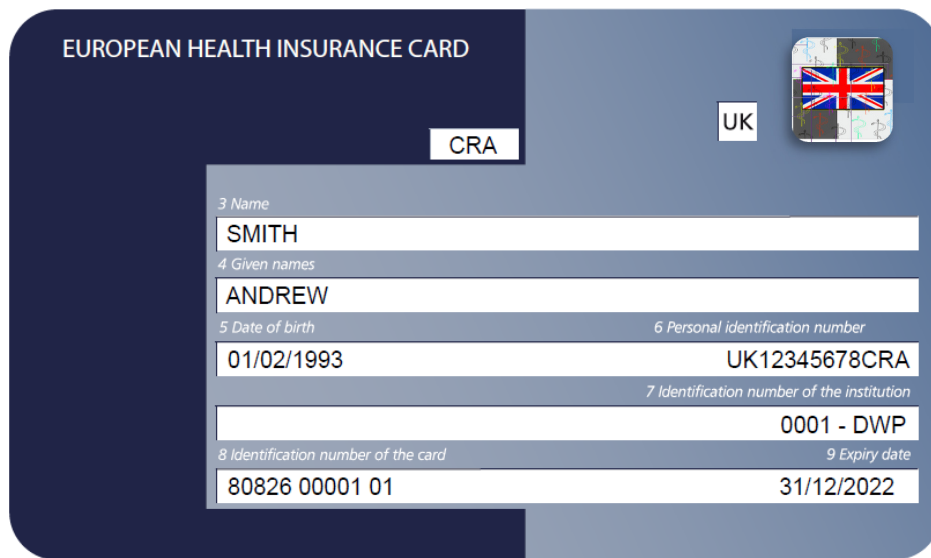 EUROPEAN HEALTH INSURANCE CARD
UK
CRA
3 Name
SMITH
4 Given names
ANDREW
5 Date of birth 6 Personal identification number
01/02/1993 UK12345678CRA
7 Identification number of the institution
0001 - DWP
8 Identification number of the card 9 Expiry date
80826 00001 01 31/12/2022